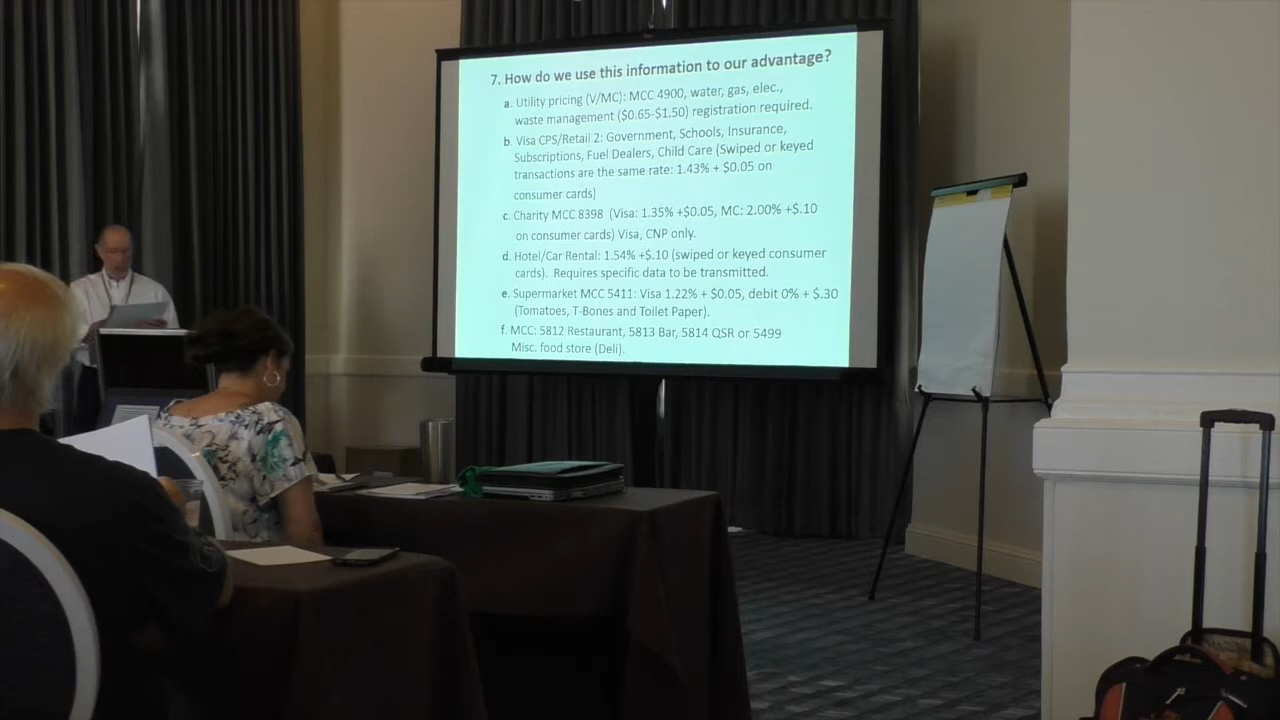 7. How do we use this information to our advantage?
a. Utility pricing (V/MC): MCC 4900, water, gas, elec.,
waste management ($0.65-$1.50) registration required.
b. Visa CPS/Retail 2: Government, Schools, Insurance,
Subscriptions, Fuel Dealers, Child Care (Swiped or keyed
transactions are the same rate: 1.43% + $0.05 on
consumer cards)
c. Charity MCC 8398 (Visa: 1.35% +$0.05, MC: 2.00% +$.10
on consumer cards) Visa, CNP only.
d. Hotel/Car Rental: 1.54% +$.10 (swiped or keyed consumer
cards). Requires specific data to be transmitted.
e. Supermarket MCC 5411: Visa 1.22% + $0.05, debit 0% + $.30
(Tomatoes, T-Bones and Toilet Paper).
f. MCC: 5812 Restaurant, 5813 Bar, 5814 QSR or 5499
Misc. food store (Deli).